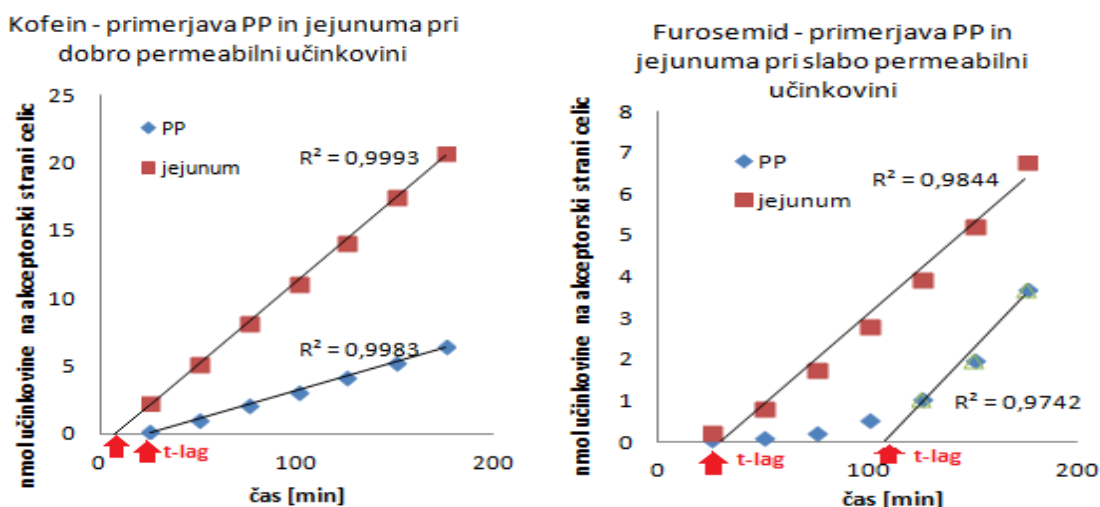 Kofein - primerjava PP in jejunuma pri
dobro permeabilni učinkovini
nmol učinkovine na akceptorski strani celic
25
20
15
10
5
0
PP
jejunum
R² = 0,9993
R² = 0,9983
t-lag
0
100
200
čas [min]
Furosemid - primerjava PP in
jejunuma pri slabo permeabilni
učinkovini
nmol učinkovine na akceptorski strani celic
8
7
6
5
4
3
2
1
0
PP
jejunum
R² = 0,9844
R² = 0,9742
t-lag
t-lag
0
100
200
čas [min]